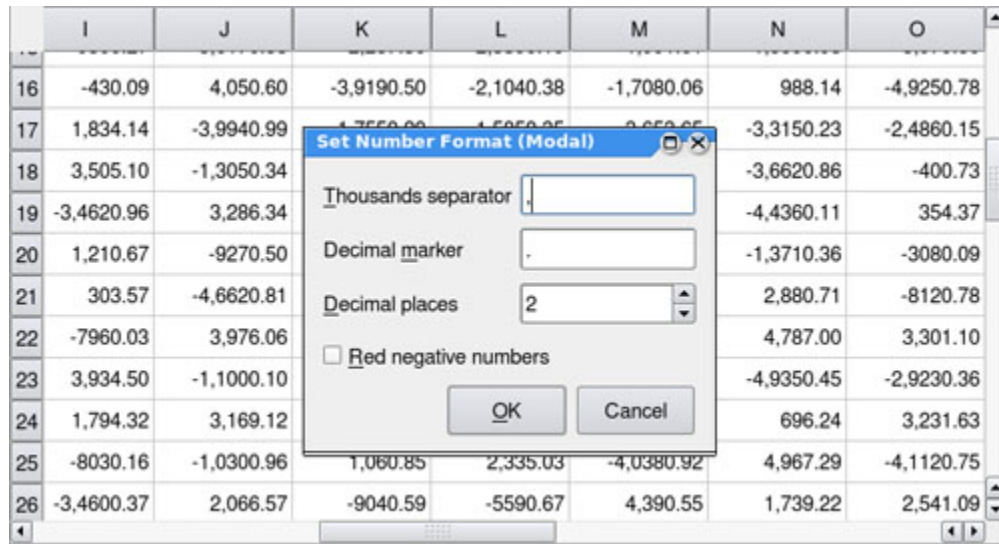 I J K L M N O
16 -430.09 4,050.60 -3,9190.50 -2,1040.38 -1,7080.06 988.14 -4,9250.78
17 1,834.14 -3,9940.99 -3,3150.23 -2,4860.15
Set Number Format (Modal)
18 3,505.10 -1,3050.34 -3,6620.86 -400.73
Thousands separator ,
19 -3,4620.96 3,286.34 -4,4360.11 354.37
Decimal marker .
20 1,210.67 -9270.50 -1,3710.36 -3080.09
Decimal places 2
21 303.57 -4,6620.81 2,880.71 -8120.78
22 -7960.03 3,976.06 4,787.00 3,301.10
Red negative numbers
23 3,934.50 -1,1000.10 -4,9350.45 -2,9230.36
OK Cancel
24 1,794.32 3,169.12 696.24 3,231.63
25 -8030.16 -1,0300.96 1,060.85 2,335.03 -4,0380.92 4,967.29 -4,1120.75
26 -3,4600.37 2,066.57 -9040.59 -5590.67 4,390.55 1,739.22 2,541.09